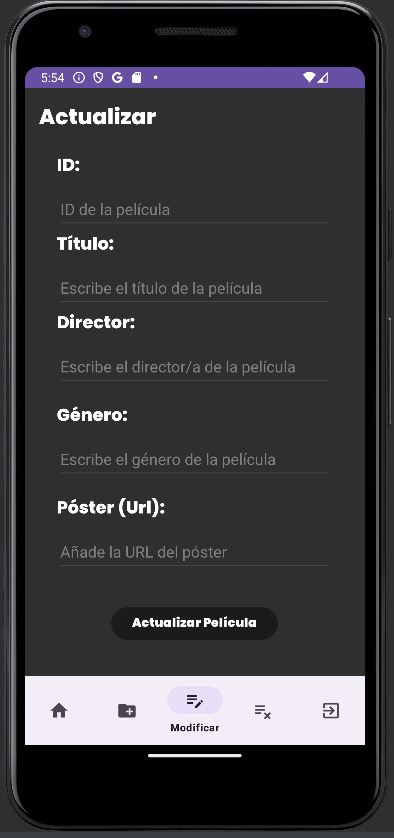 5:54
Actualizar
ID:
ID de la película
Título:
Escribe el título de la película
Director:
Escribe el director/a de la película
Género:
Escribe el género de la película
Póster (Url):
Añade la URL del póster
Actualizar Película
Modificar